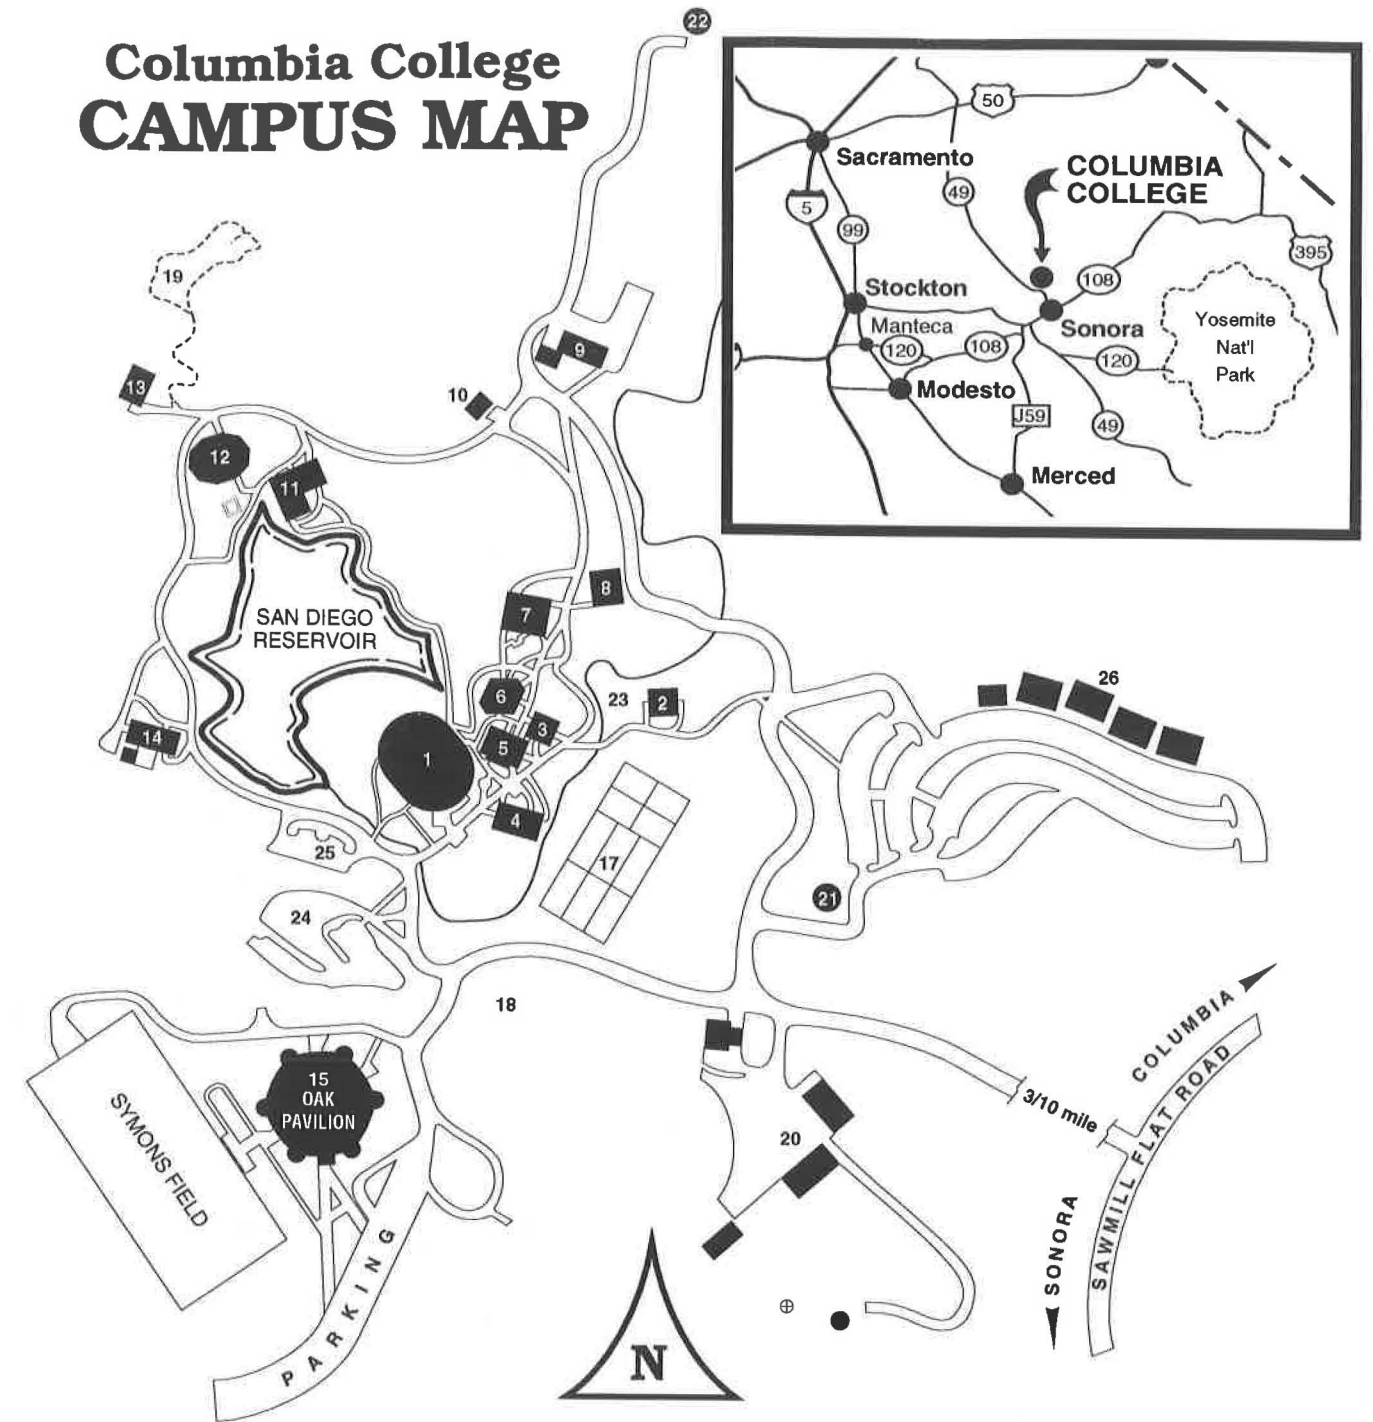 Columbia College
CAMPUS MAP
22
50
Sacramento
COLUMBIA
COLLEGE
5
49
99
395
108
Stockton
Sonora
Manteca
120
108
120
Yosemite
Nat'l
Park
Modesto
J59
49
Merced
19
13
9
10
12
11
SAN DIEGO
RESERVOIR
8
7
6
23
2
26
14
1
5
3
4
25
17
21
24
18
15
OAK
PAVILION
SYMONS FIELD
PARKING
20
3/10 mile
COLUMBIA
SAWMILL FLAT ROAD
SONORA
N